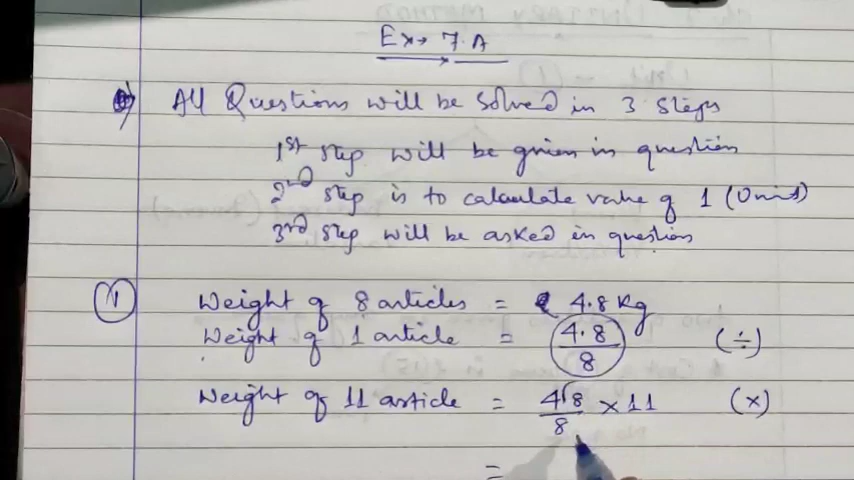 Ex → 7.A
All Questions will be solved in 3 steps
1st step will be given in question
2nd step is to calculate value of 1 (Unit)
3rd step will be asked in question
1 Weight of 8 articles = 4.8 Kg
Weight of 1 article = 4.8/8 (÷)
Weight of 11 article = 4.8/8 × 11 (×)
=